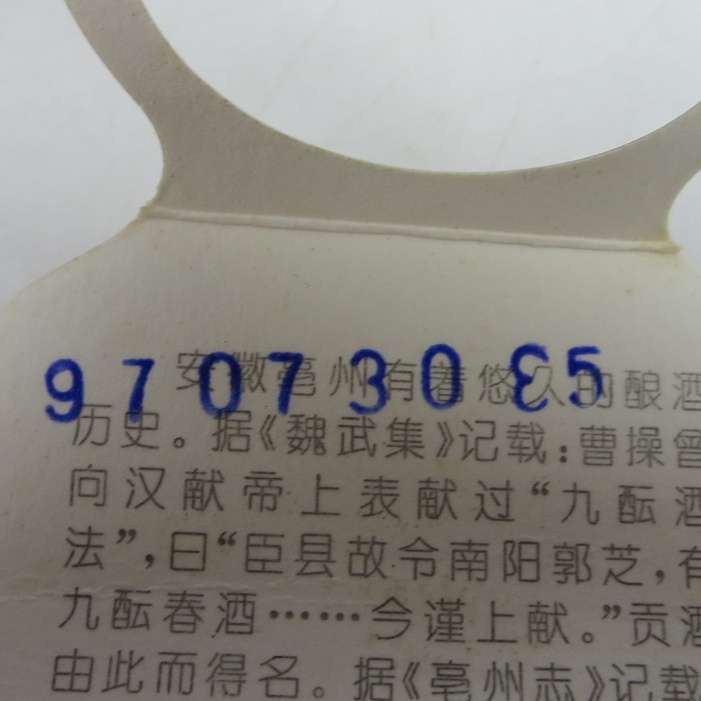 970730 Ɛ5
安徽亳州有着悠久的酿酒
历史。据《魏武集》记载：曹操曾
向汉献帝上表献过“九酝酒
法”，曰“臣县故令南阳郭芝，有
九酝春酒……今谨上献。”贡酒
由此而得名。据《亳州志》记载